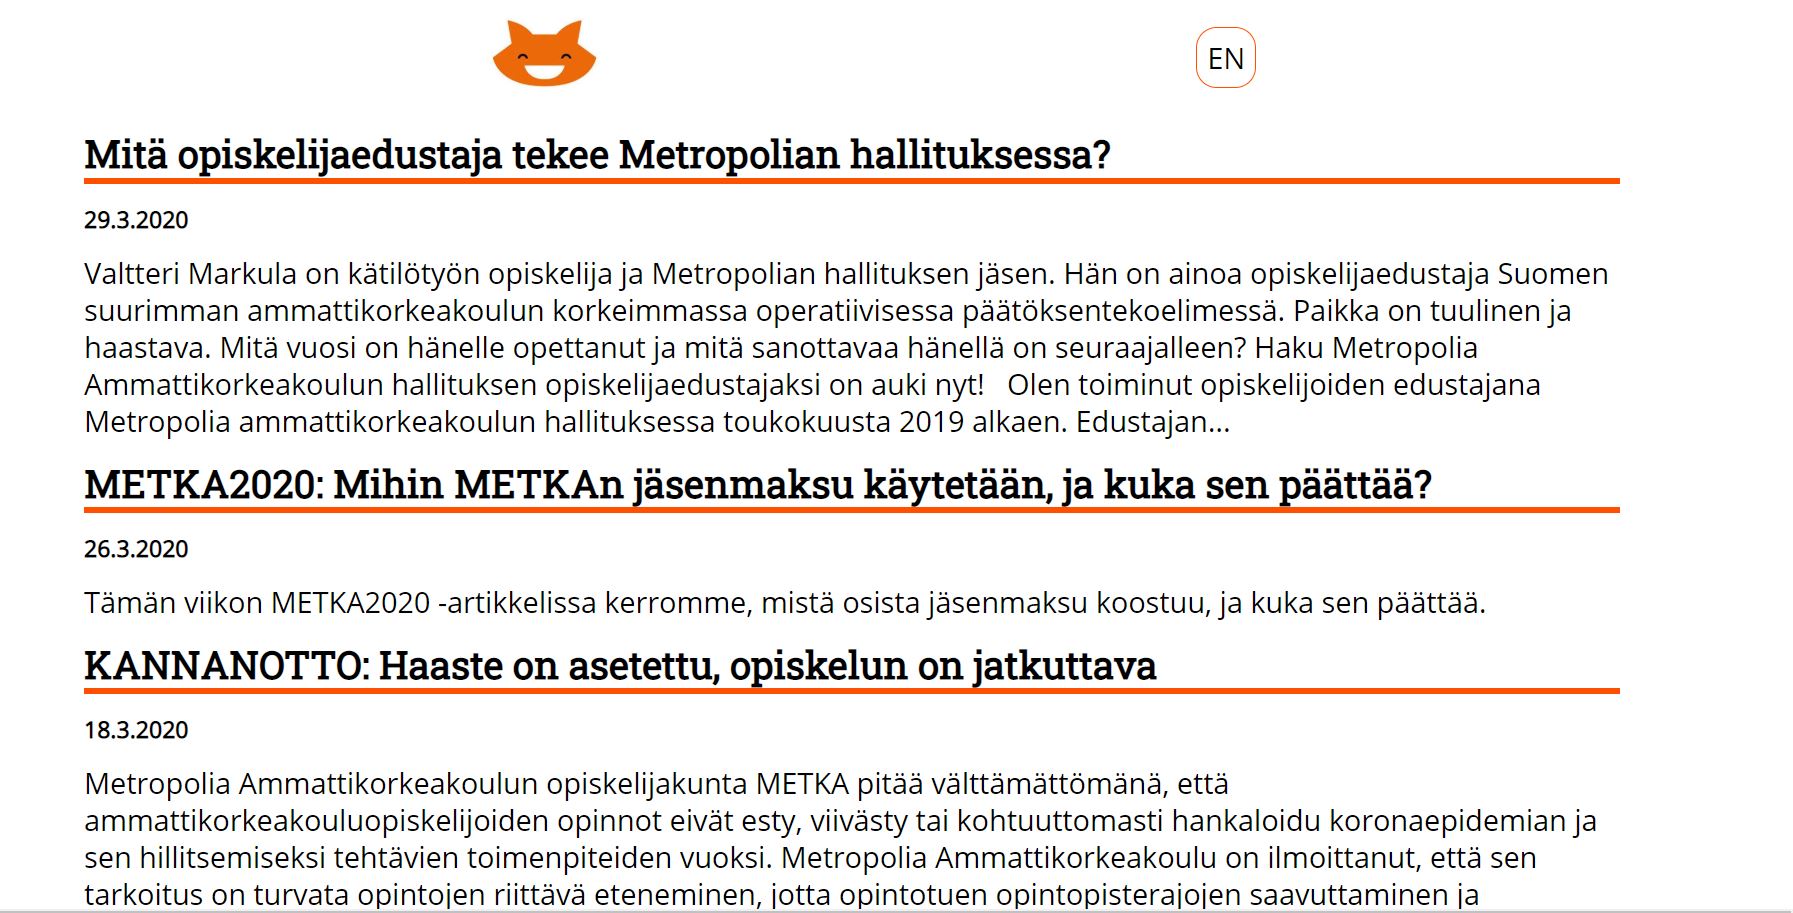 EN
Mitä opiskelijaedustaja tekee Metropolian hallituksessa?
29.3.2020
Valtteri Markula on kätilötyön opiskelija ja Metropolian hallituksen jäsen. Hän on ainoa opiskelijaedustaja Suomen
suurimman ammattikorkeakoulun korkeimmassa operatiivisessa päätöksentekoelimessä. Paikka on tuulinen ja
haastava. Mitä vuosi on hänelle opettanut ja mitä sanottavaa hänellä on seuraajalleen? Haku Metropolia
Ammattikorkeakoulun hallituksen opiskelijaedustajaksi on auki nyt!   Olen toiminut opiskelijoiden edustajana
Metropolia ammattikorkeakoulun hallituksessa toukokuusta 2019 alkaen. Edustajan...
METKA2020: Mihin METKAn jäsenmaksu käytetään, ja kuka sen päättää?
26.3.2020
Tämän viikon METKA2020 -artikkelissa kerromme, mistä osista jäsenmaksu koostuu, ja kuka sen päättää.
KANNANOTTO: Haaste on asetettu, opiskelun on jatkuttava
18.3.2020
Metropolia Ammattikorkeakoulun opiskelijakunta METKA pitää välttämättömänä, että
ammattikorkeakouluopiskelijoiden opinnot eivät esty, viivästy tai kohtuuttomasti hankaloidu koronaepidemian ja
sen hillitsemiseksi tehtävien toimenpiteiden vuoksi. Metropolia Ammattikorkeakoulu on ilmoittanut, että sen
tarkoitus on turvata opintojen riittävä eteneminen, jotta opintotuen opintopisterajojen saavuttaminen ja